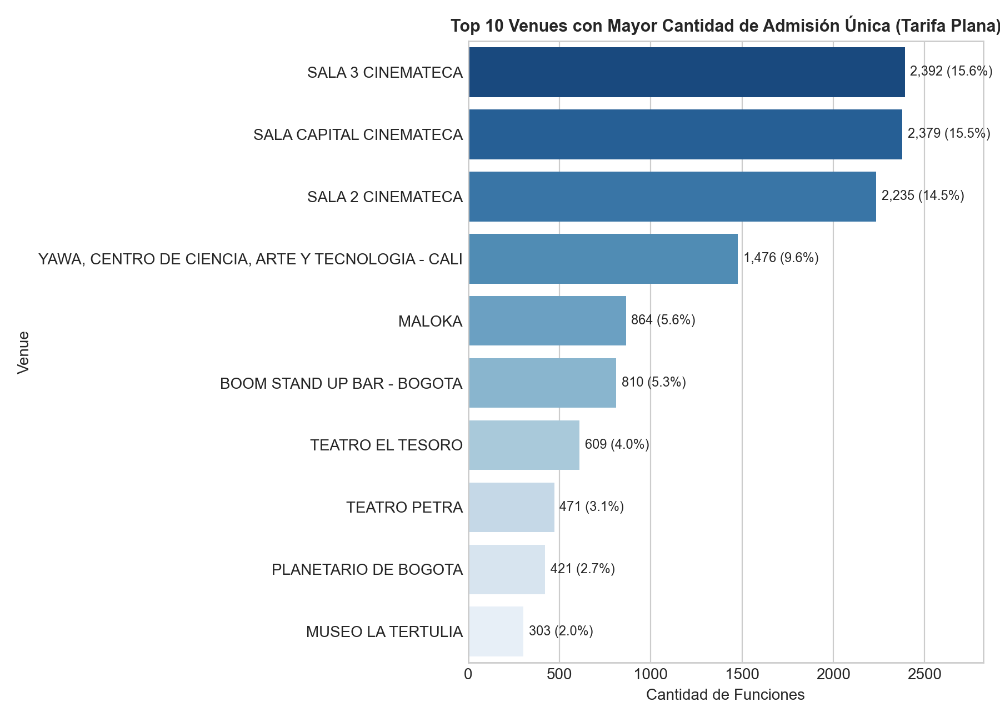 Top 10 Venues con Mayor Cantidad de Admisión Única (Tarifa Plana)
SALA 3 CINEMATECA 2,392 (15.6%)
SALA CAPITAL CINEMATECA 2,379 (15.5%)
SALA 2 CINEMATECA 2,235 (14.5%)
YAWA, CENTRO DE CIENCIA, ARTE Y TECNOLOGIA - CALI 1,476 (9.6%)
MALOKA 864 (5.6%)
BOOM STAND UP BAR - BOGOTA 810 (5.3%)
TEATRO EL TESORO 609 (4.0%)
TEATRO PETRA 471 (3.1%)
PLANETARIO DE BOGOTA 421 (2.7%)
MUSEO LA TERTULIA 303 (2.0%)
Venue
0 500 1000 1500 2000 2500
Cantidad de Funciones